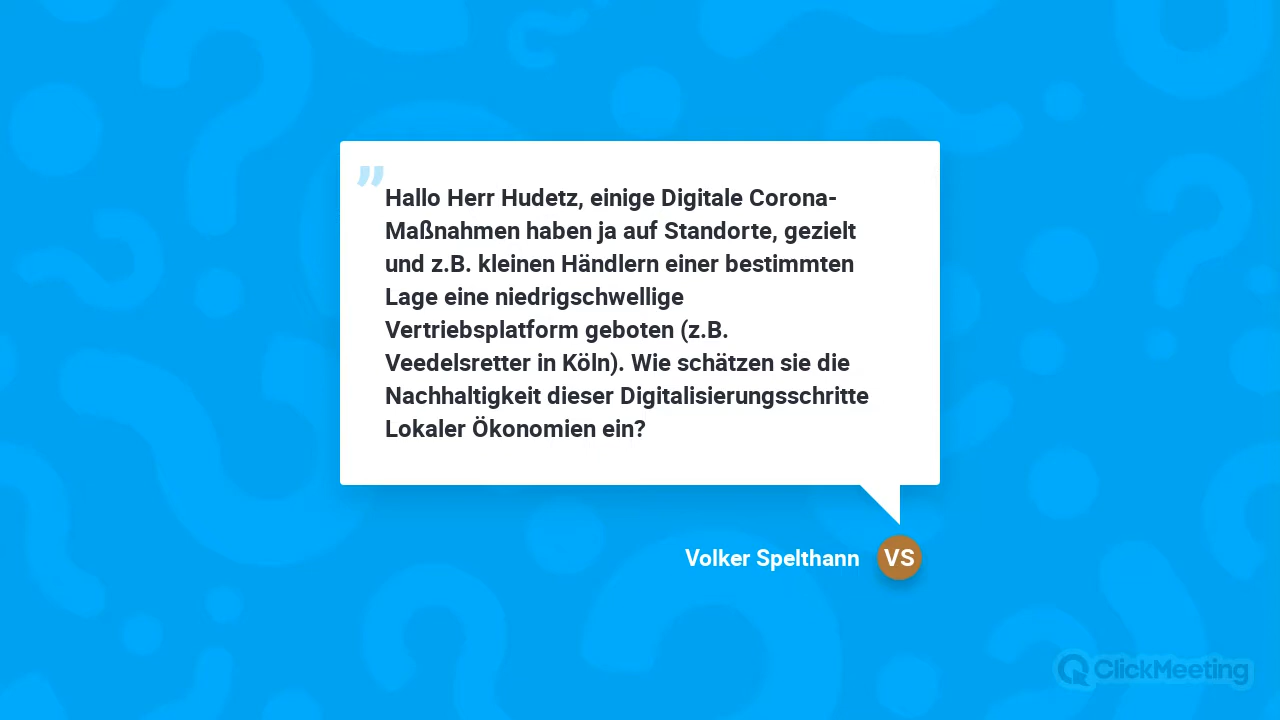 ”
Hallo Herr Hudetz, einige Digitale Corona-
Maßnahmen haben ja auf Standorte, gezielt
und z.B. kleinen Händlern einer bestimmten
Lage eine niedrigschwellige
Vertriebsplatform geboten (z.B.
Veedelsretter in Köln). Wie schätzen sie die
Nachhaltigkeit dieser Digitalisierungsschritte
Lokaler Ökonomien ein?
Volker Spelthann VS
ClickMeeting